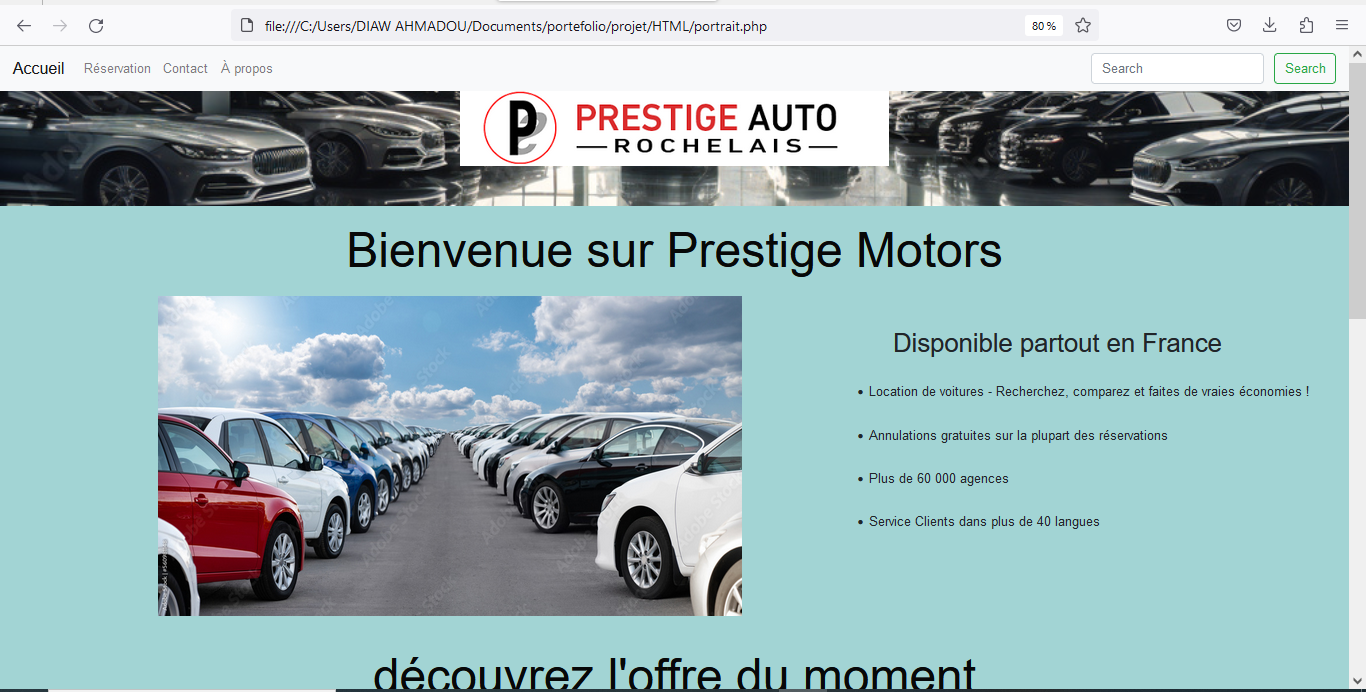 file:///C:/Users/DIAW AHMADOU/Documents/portefolio/projet/HTML/portrait.php
80 %
Accueil
Réservation
Contact
À propos
Search
Search
PRESTIGE AUTO
ROCHELAIS
Bienvenue sur Prestige Motors
Disponible partout en France
• Location de voitures - Recherchez, comparez et faites de vraies économies !
• Annulations gratuites sur la plupart des réservations
• Plus de 60 000 agences
• Service Clients dans plus de 40 langues
découvrez l'offre du moment